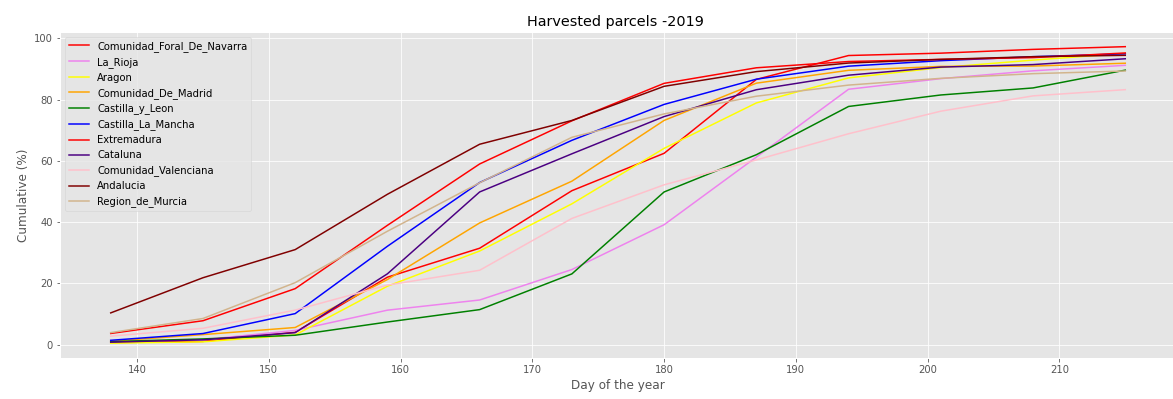 Harvested parcels -2019
100
80
60
40
20
0
Cumulative (%)
Comunidad_Foral_De_Navarra
La_Rioja
Aragon
Comunidad_De_Madrid
Castilla_y_Leon
Castilla_La_Mancha
Extremadura
Cataluna
Comunidad_Valenciana
Andalucia
Region_de_Murcia
140 150 160 170 180 190 200 210
Day of the year